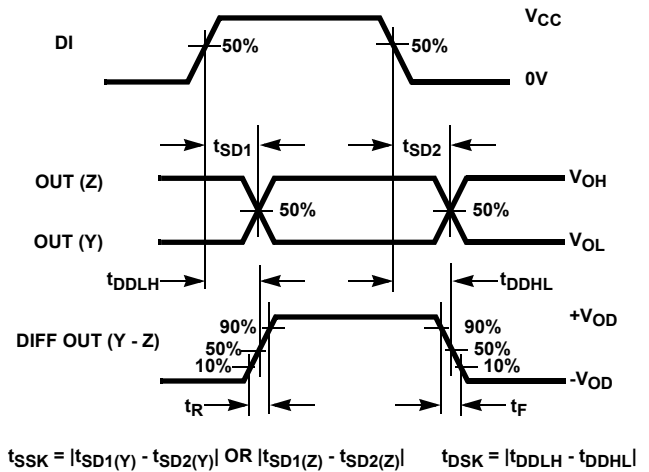 VCC
DI
50%
50%
0V
tSD1
tSD2
OUT (Z)
VOH
50%
50%
OUT (Y)
VOL
tDDLH
tDDHL
+VOD
90%
90%
DIFF OUT (Y - Z)
50%
50%
10%
10%
-VOD
tR
tF
tSSK = |tSD1(Y) - tSD2(Y)| OR |tSD1(Z) - tSD2(Z)|
tDSK = |tDDLH - tDDHL|